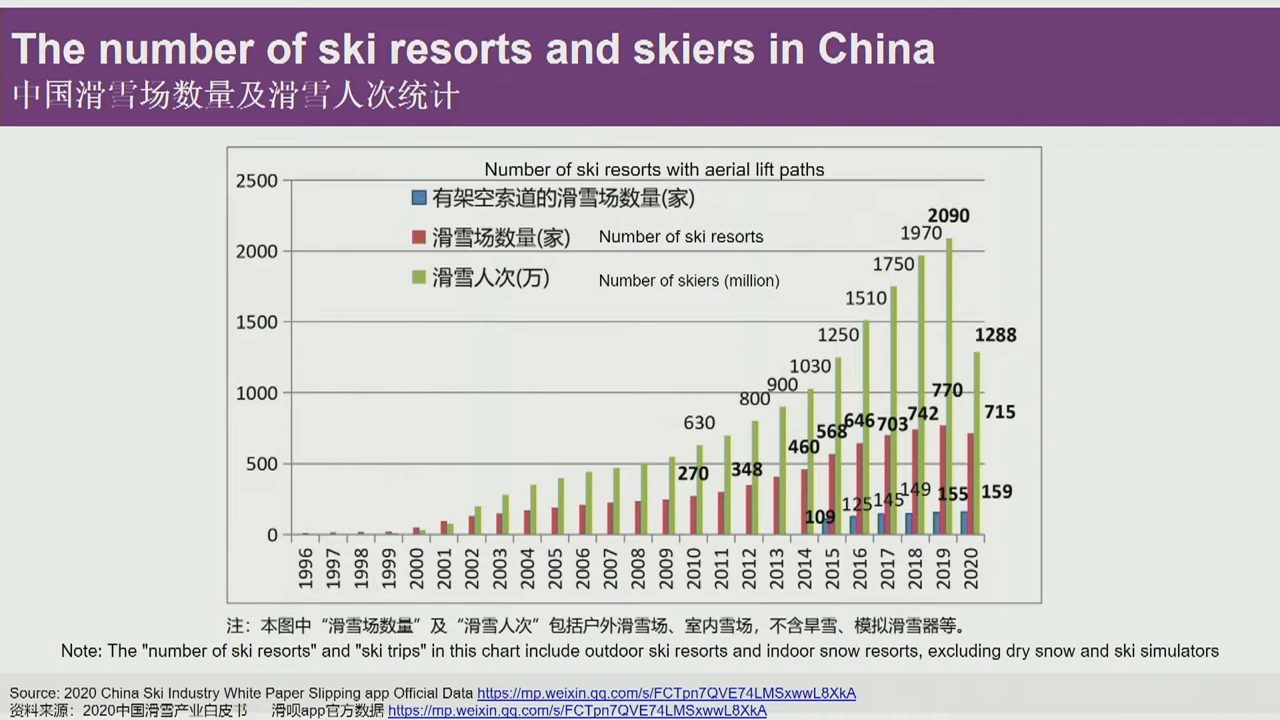 The number of ski resorts and skiers in China
中国滑雪场数量及滑雪人次统计
Number of ski resorts with aerial lift paths
有架空索道的滑雪场数量(家)
滑雪场数量(家) Number of ski resorts
滑雪人次(万) Number of skiers (million)
2500
2000
1500
1000
500
0
630
800
900
1030
1250
1510
1750
1970
2090
1288
270
348
460
568
646
703
742
770
715
109
125
145
149
155
159
1996 1997 1998 1999 2000 2001 2002 2003 2004 2005 2006 2007 2008 2009 2010 2011 2012 2013 2014 2015 2016 2017 2018 2019 2020
注：本图中“滑雪场数量”及“滑雪人次”包括户外滑雪场、室内雪场，不含旱雪、模拟滑雪器等。
Note: The "number of ski resorts" and "ski trips" in this chart include outdoor ski resorts and indoor snow resorts, excluding dry snow and ski simulators
Source: 2020 China Ski Industry White Paper Slipping app Official Data https://mp.weixin.qq.com/s/FCTpn7QVE74LMSxwwL8XkA
资料来源：2020中国滑雪产业白皮书 滑呗app官方数据 https://mp.weixin.qq.com/s/FCTpn7QVE74LMSxwwL8XkA